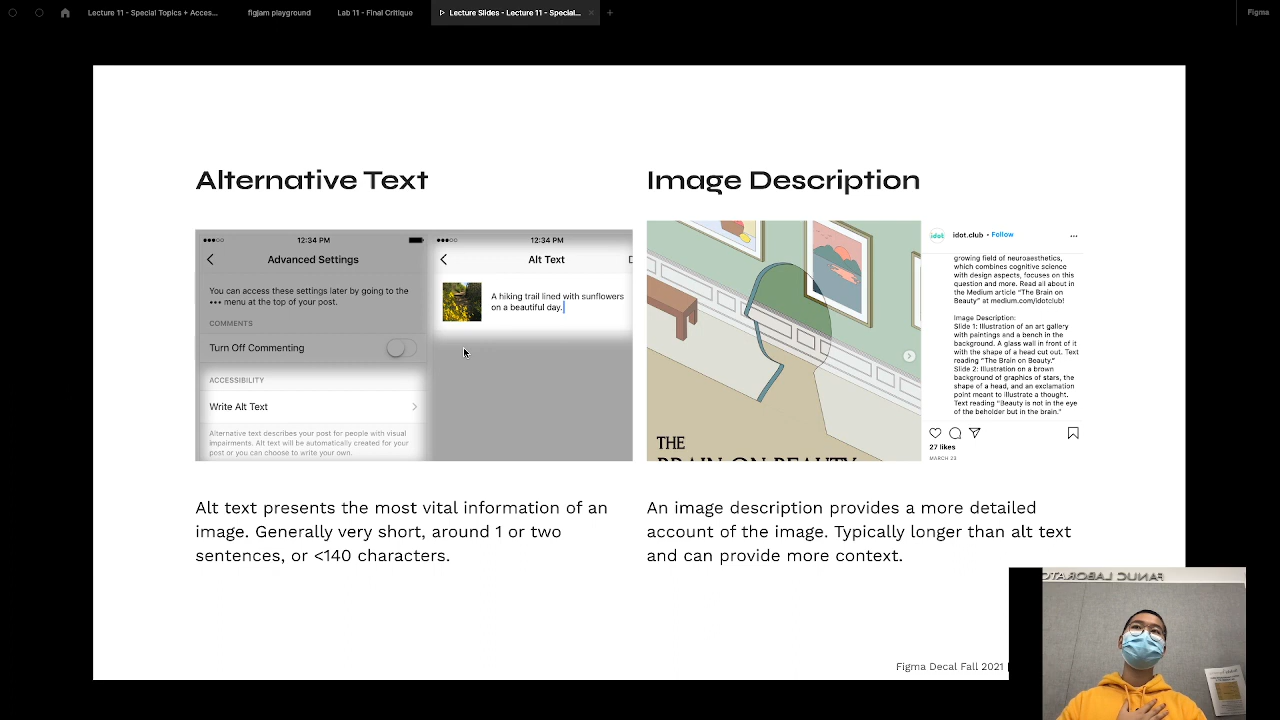 Lecture 11 - Special Topics + Acces...
figjam playground
Lab 11 - Final Critique
Lecture Slides - Lecture 11 - Special...
Figma
Alternative Text
12:34 PM
Advanced Settings
You can access these settings later by going to the
••• menu at the top of your post.
COMMENTS
Turn Off Commenting
ACCESSIBILITY
Write Alt Text
Alternative text describes your post for people with visual
impairments. Alt text will be automatically created for your
post or you can choose to write your own.
12:34 PM
Alt Text
A hiking trail lined with sunflowers
on a beautiful day.
Alt text presents the most vital information of an
image. Generally very short, around 1 or two
sentences, or <140 characters.
Image Description
THE
BRAIN ON BEAUTY
idot
idot.club • Follow
growing field of neuroaesthetics,
which combines cognitive science
with design aspects, focuses on this
question and more. Read all about in
the Medium article "The Brain on
Beauty" at medium.com/idotclub!
Image Description:
Slide 1: Illustration of an art gallery
with paintings and a bench in the
background. A glass wall in front of it
with the shape of a head cut out. Text
reading "The Brain on Beauty."
Slide 2: Illustration on a brown
background of graphics of stars, the
shape of a head, and an exclamation
point meant to illustrate a thought.
Text reading "Beauty is not in the eye
of the beholder but in the brain."
27 likes
MARCH 23
An image description provides a more detailed
account of the image. Typically longer than alt text
and can provide more context.
Figma Decal Fall 2021
FANUC LABORATO